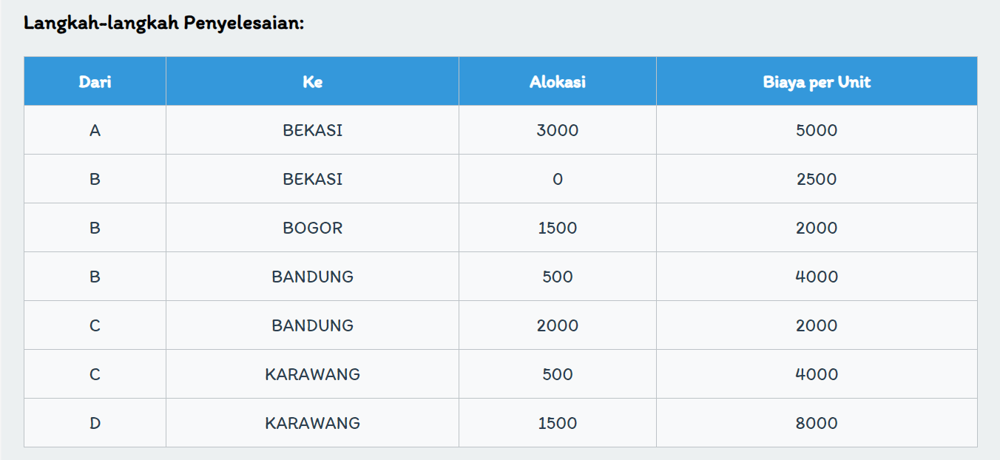 Langkah-langkah Penyelesaian:
Dari Ke Alokasi Biaya per Unit
A BEKASI 3000 5000
B BEKASI 0 2500
B BOGOR 1500 2000
B BANDUNG 500 4000
C BANDUNG 2000 2000
C KARAWANG 500 4000
D KARAWANG 1500 8000